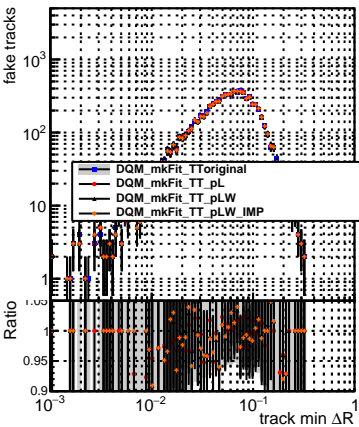 fake tracks
10³
10²
10
1
DQM_mkFit_TToriginal
DQM_mkFit_TT_pL
DQM_mkFit_TT_pLW
DQM_mkFit_TT_pLW_IMP
Ratio
1.05
1
0.95
0.9
10⁻³ 10⁻² 10⁻¹ 1
track min ΔR